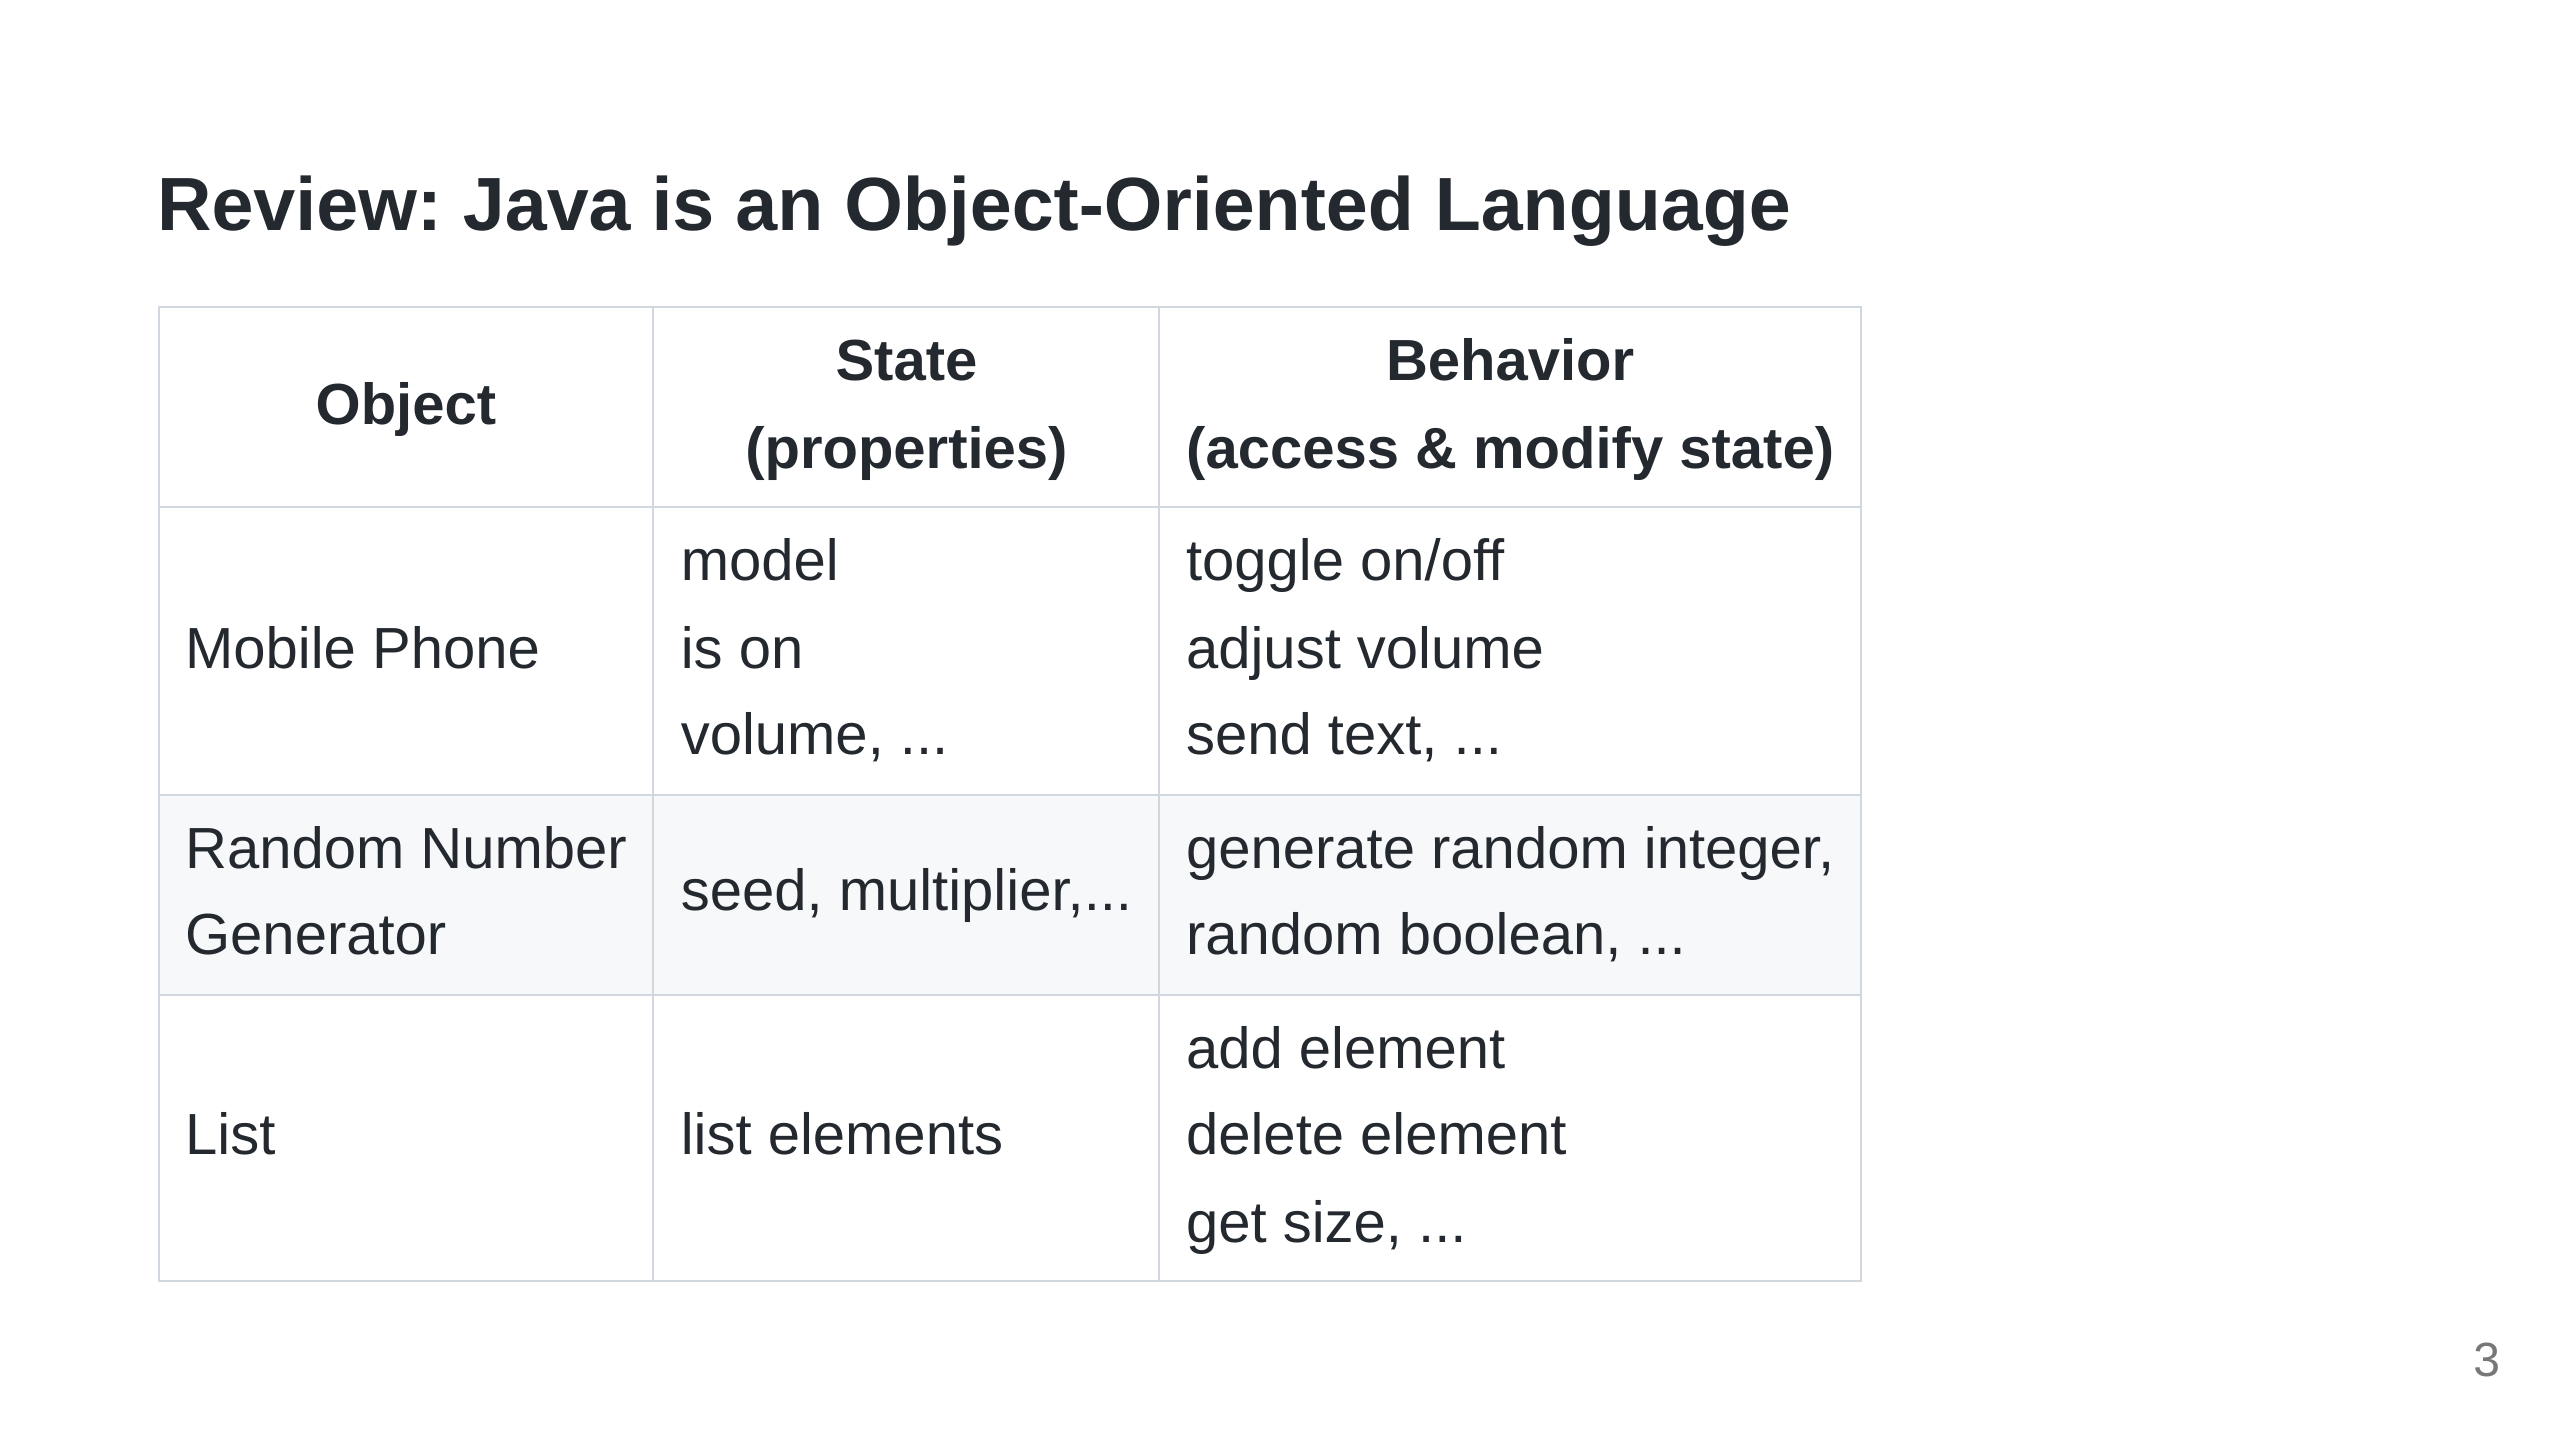 Review: Java is an Object-Oriented Language
Object
State
(properties)
Behavior
(access & modify state)
Mobile Phone
model
is on
volume, ...
toggle on/off
adjust volume
send text, ...
Random Number
Generator
seed, multiplier,...
generate random integer,
random boolean, ...
List
list elements
add element
delete element
get size, ...
3